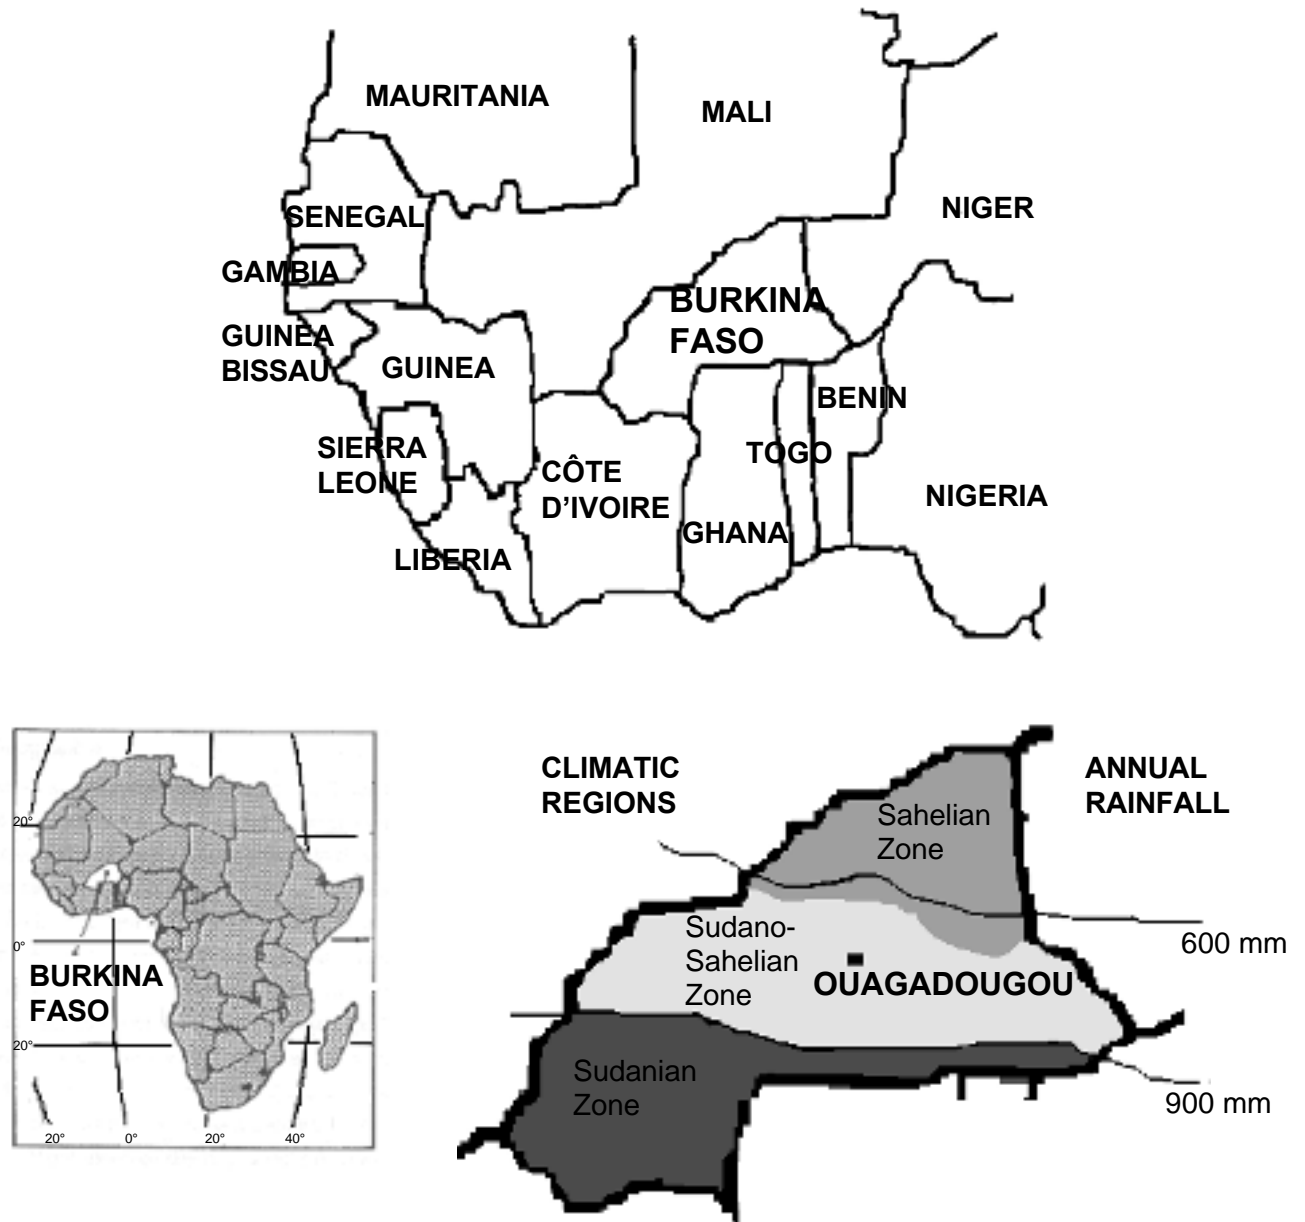 MAURITANIA
MALI
NIGER
SENEGAL
GAMBIA
GUINEA
BISSAU
GUINEA
BURKINA
FASO
BENIN
SIERRA
LEONE
TOGO
CÔTE
D'IVOIRE
GHANA
NIGERIA
LIBERIA
20°
0°
BURKINA
FASO
20°
20°
0°
20°
40°
CLIMATIC
REGIONS
ANNUAL
RAINFALL
Sahelian
Zone
Sudano-
Sahelian
Zone
OUAGADOUGOU
600 mm
Sudanian
Zone
900 mm